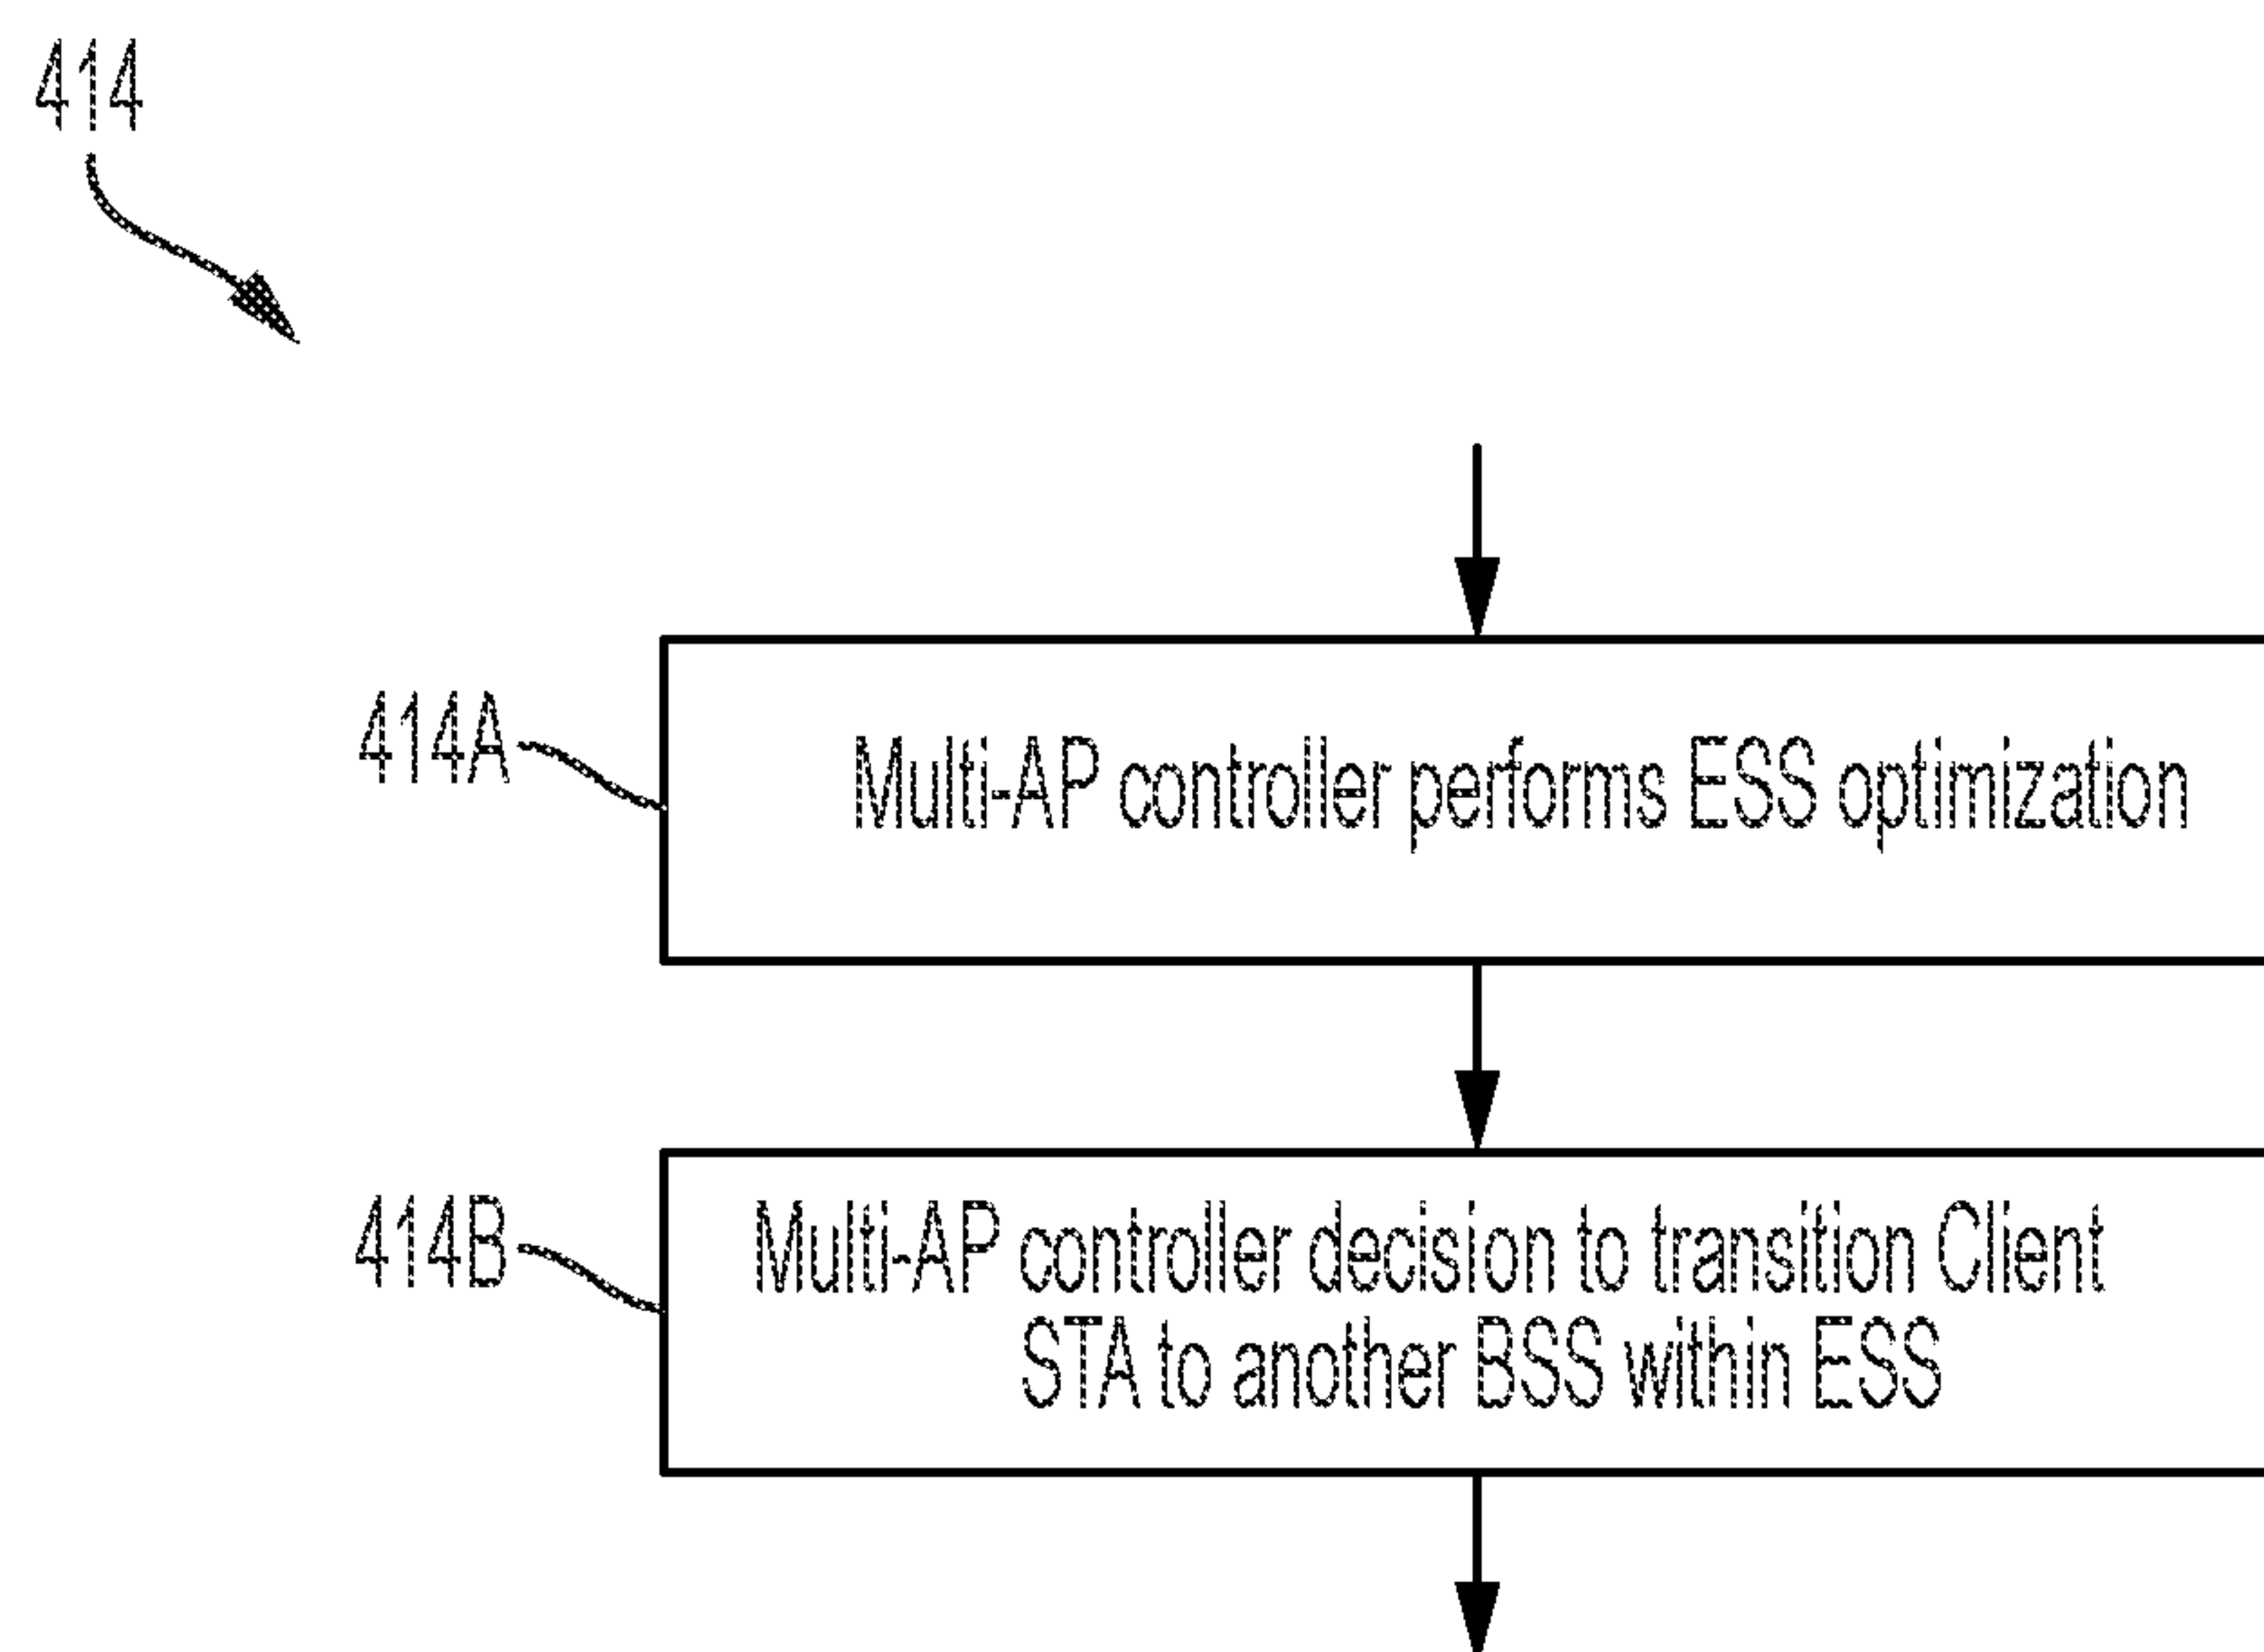 414
414A
Multi-AP controller performs ESS optimization
414B
Multi-AP controller decision to transition Client
STA to another BSS within ESS